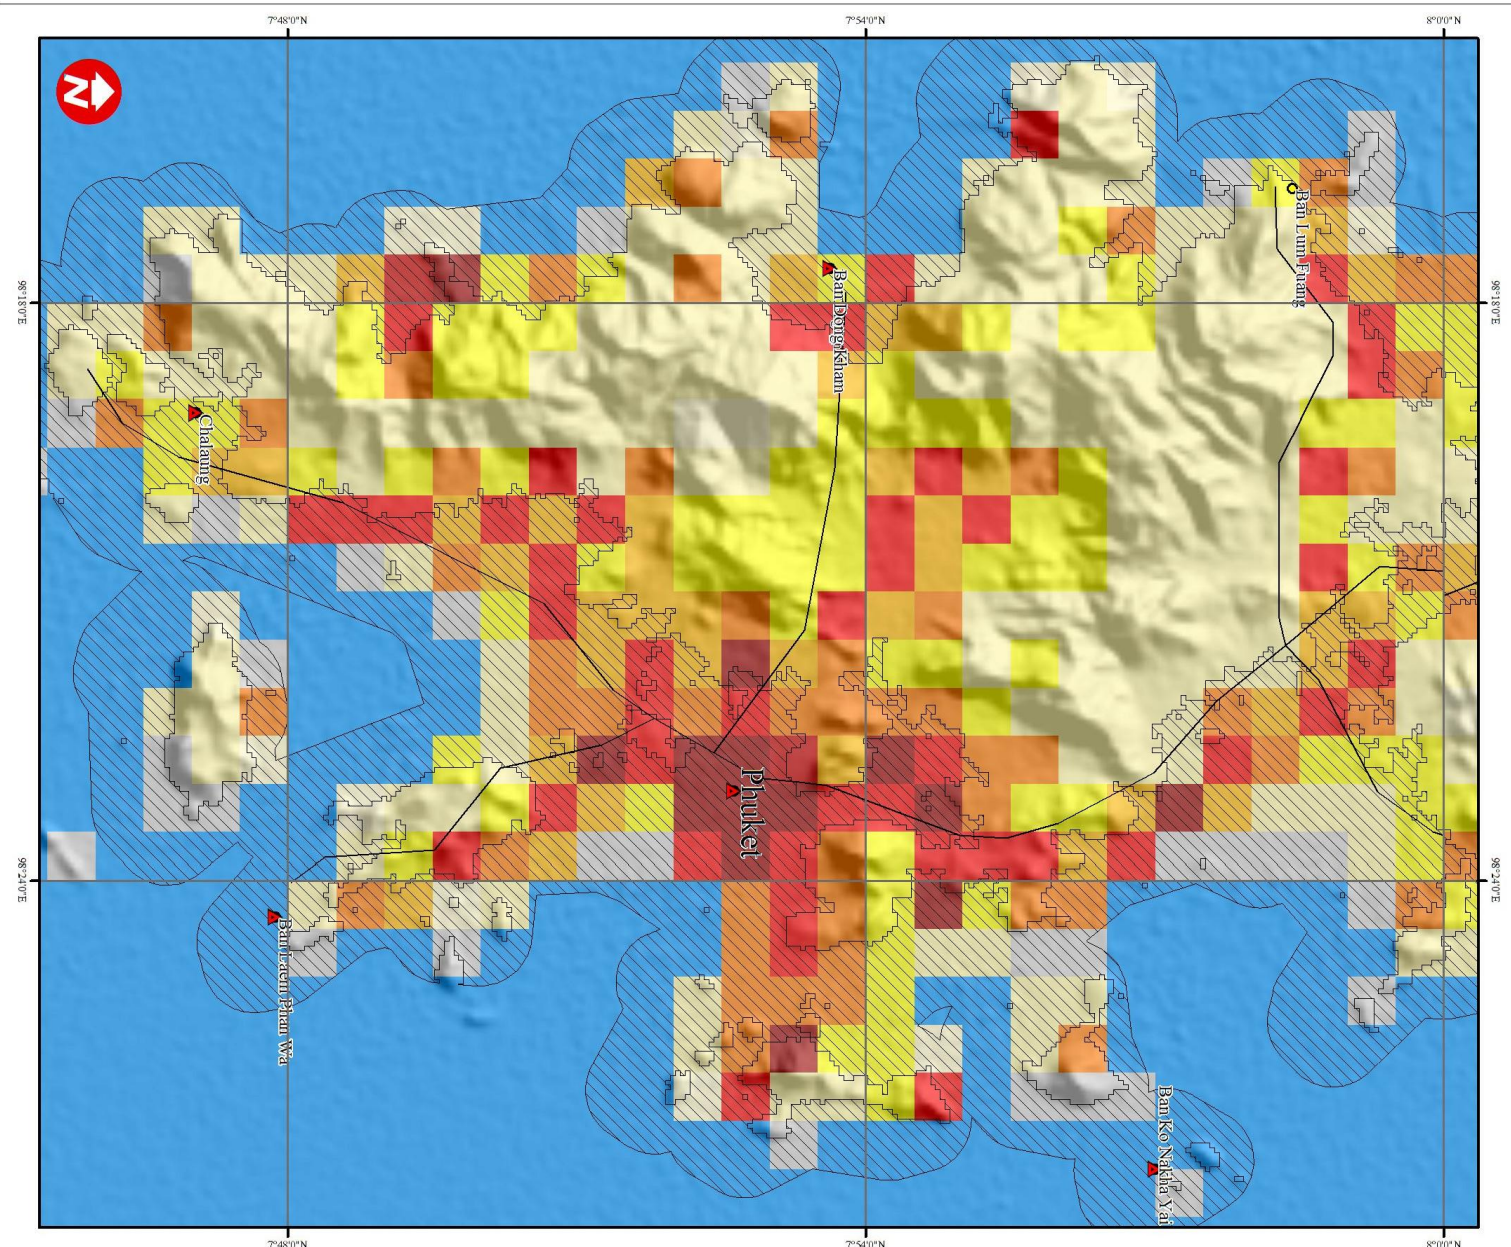 7°48'0"N
7°54'0"N
8°0'0"N
N
98°18'0"E
98°18'0"E
98°24'0"E
98°24'0"E
Ban Lum Fuang
Ban Dong Kham
Chalaung
Phuket
Ban Laem Phan Wa
Ban Ko Nakha Yai
7°48'0"N
7°54'0"N
8°0'0"N